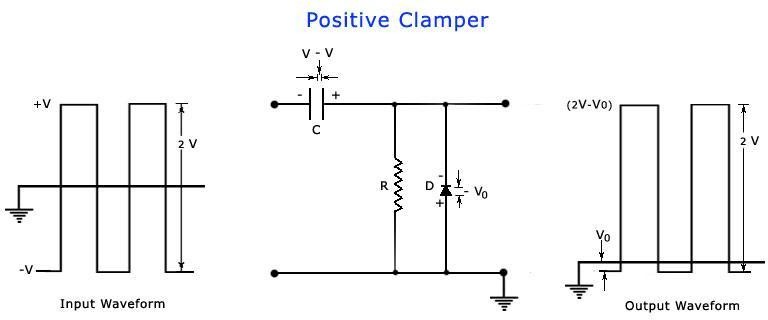 Positive Clamper
V - V
- +
C
+V
2 V
-V
Input Waveform
R
D
-
+
- V0
(2V-V0)
2 V
V0
Output Waveform